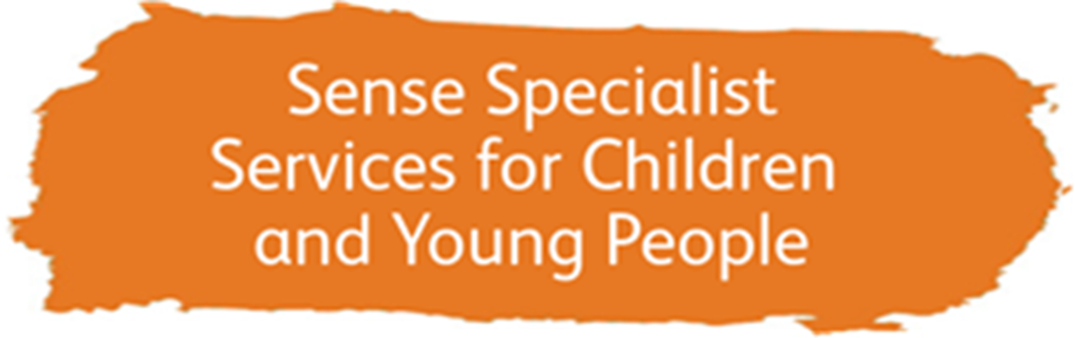 Sense Specialist
Services for Children
and Young People